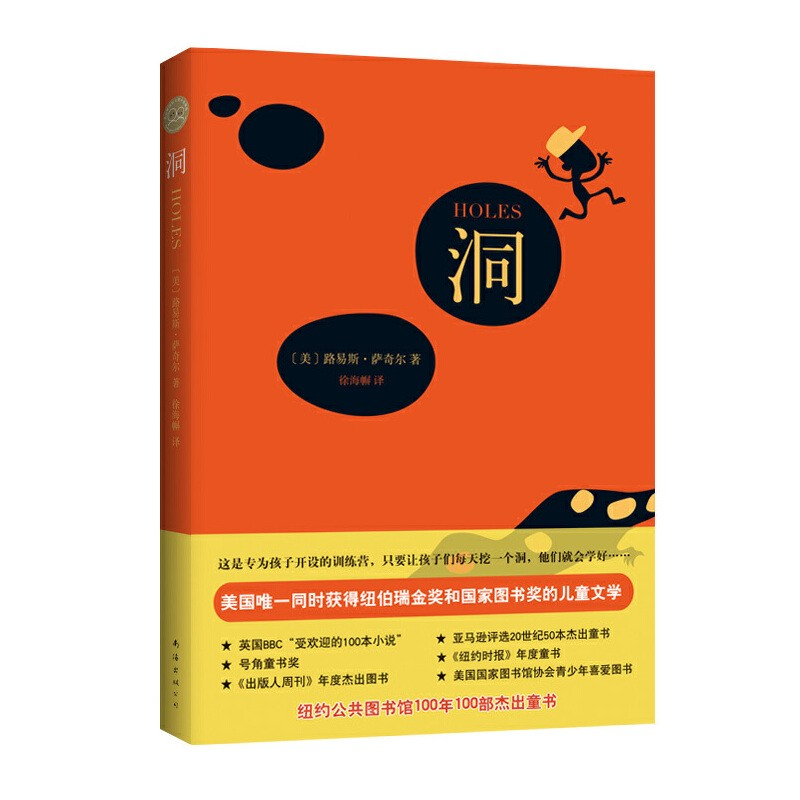 洞
HOLES
〔美〕路易斯·萨奇尔 著
徐海幈 译
南海出版公司
HOLES
洞
〔美〕路易斯·萨奇尔 著
徐海幈 译
这是专为孩子开设的训练营，只要让孩子们每天挖一个洞，他们就会学好……
美国唯一同时获得纽伯瑞金奖和国家图书奖的儿童文学
★ 英国BBC“受欢迎的100本小说”
★ 号角童书奖
★《出版人周刊》年度杰出图书
★ 亚马逊评选20世纪50本杰出童书
★《纽约时报》年度童书
★ 美国国家图书馆协会青少年喜爱图书
纽约公共图书馆100年100部杰出童书